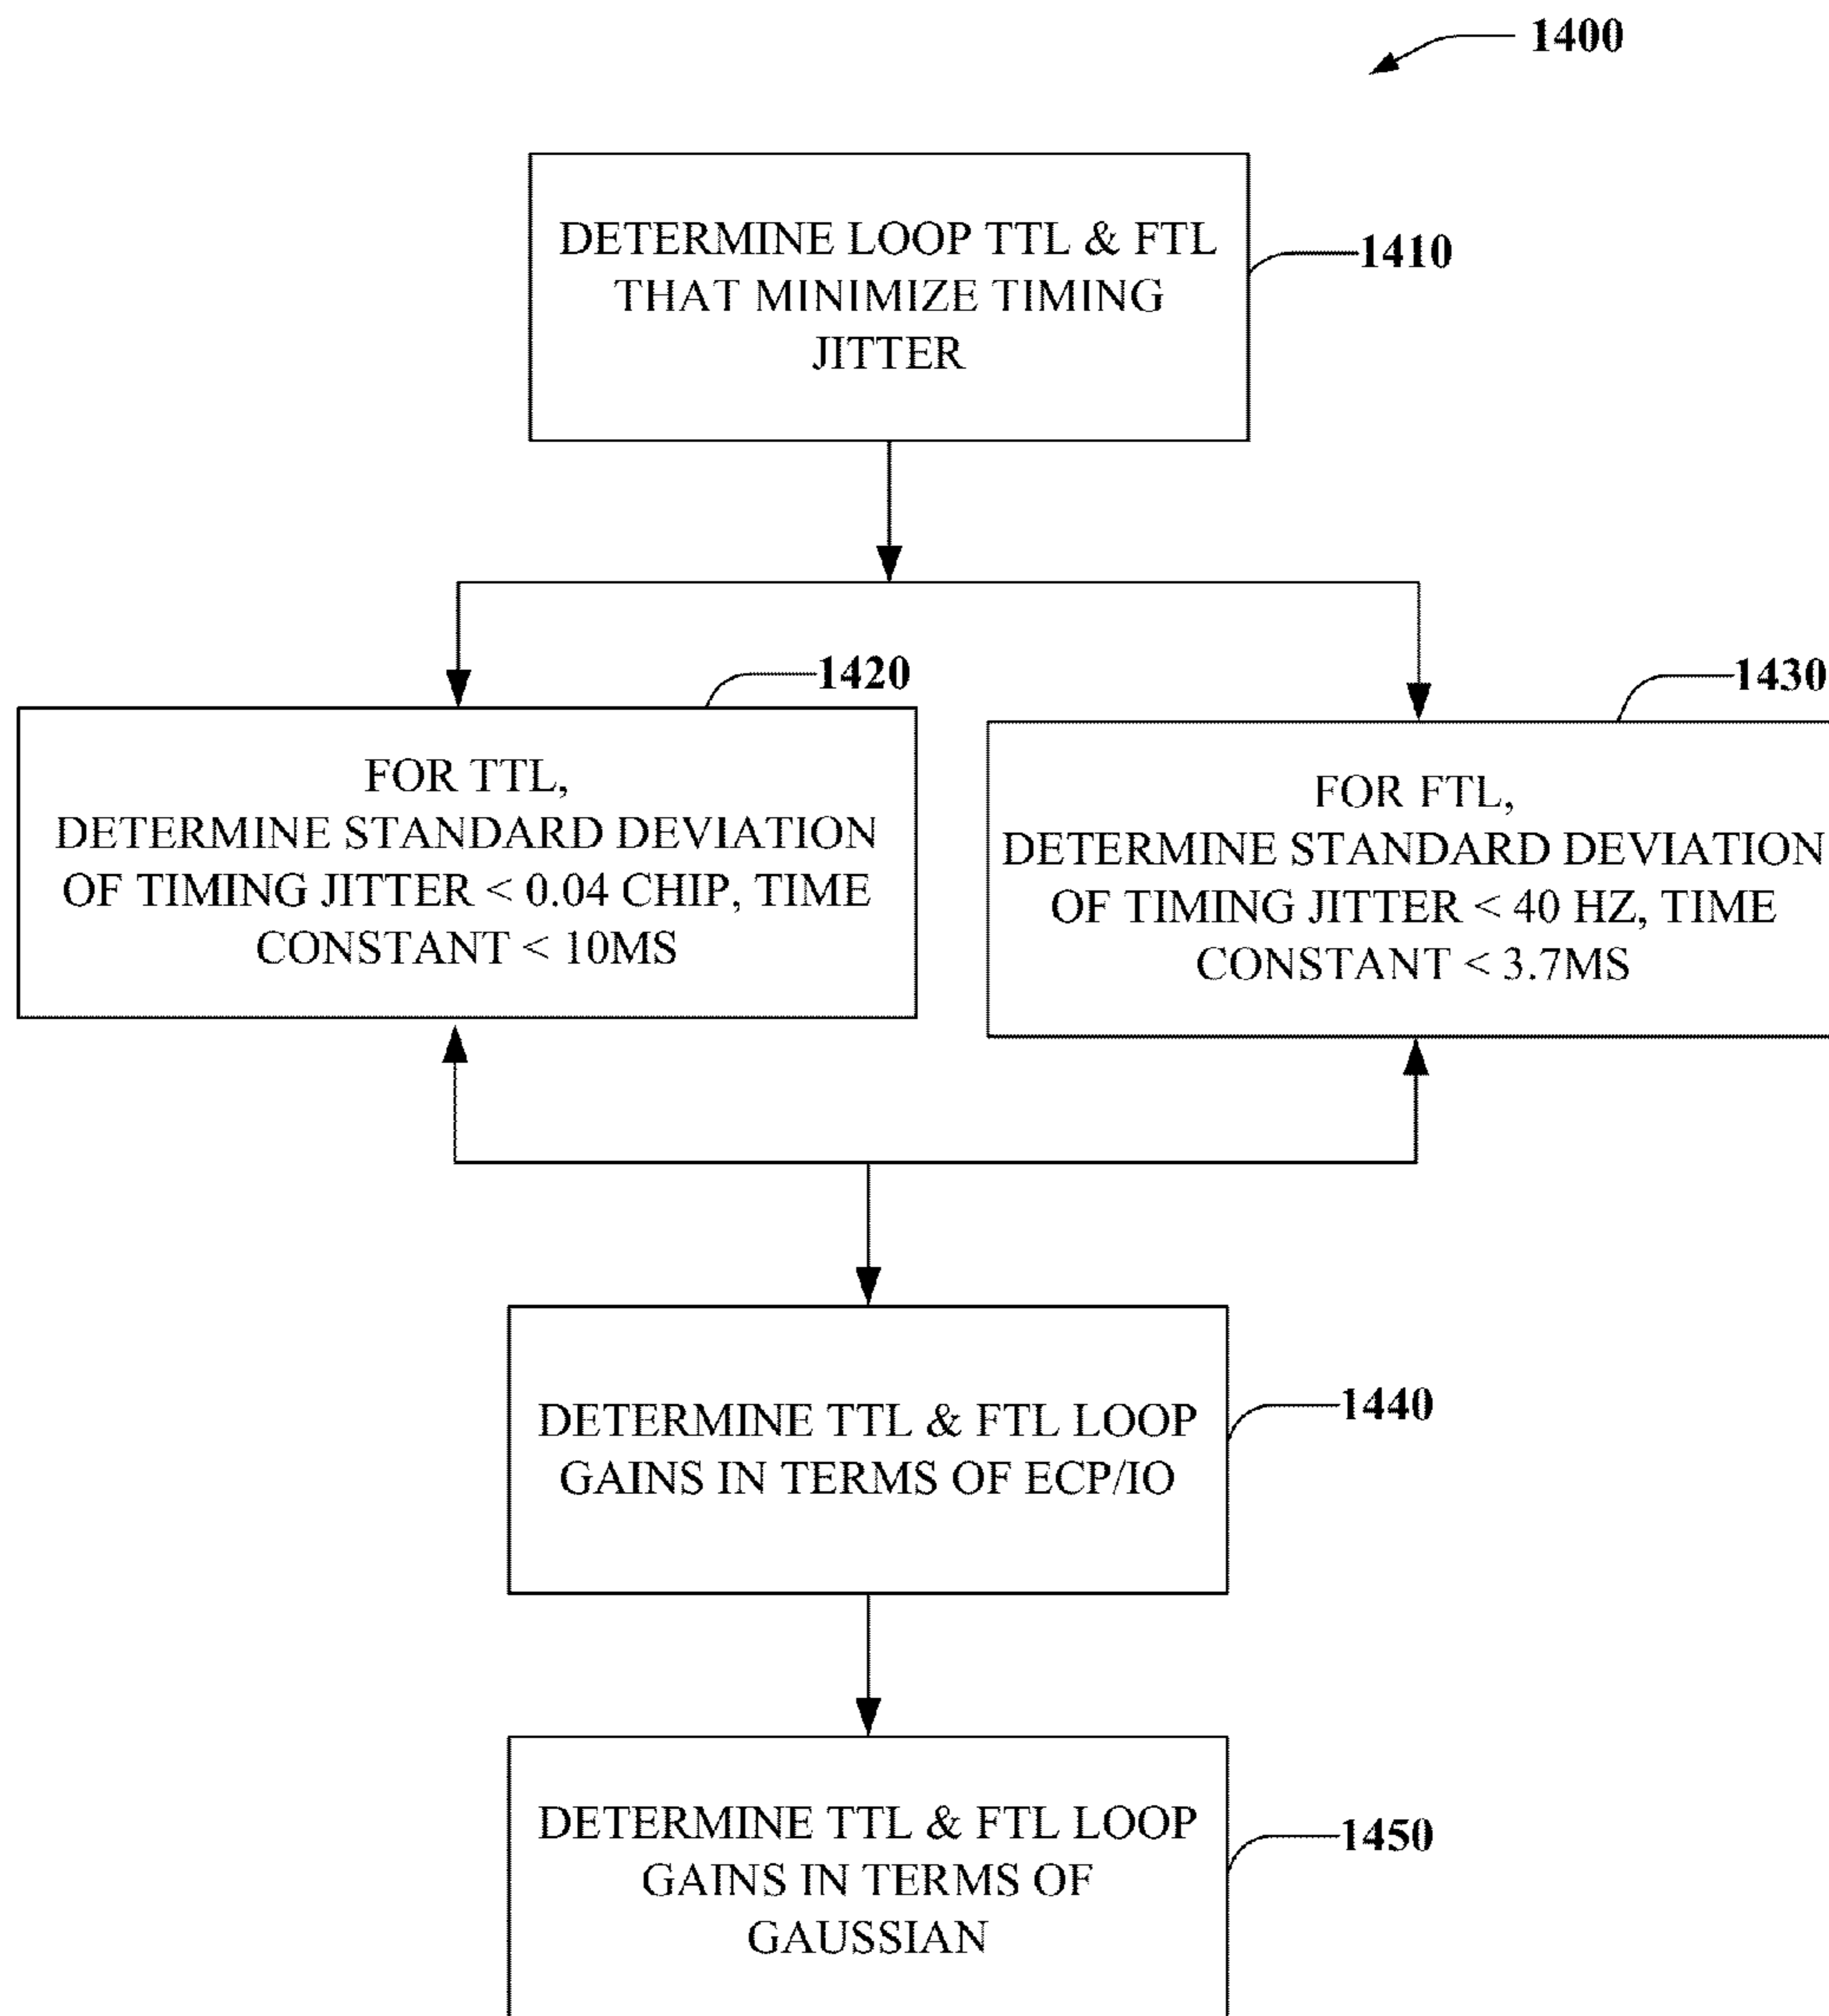 1400
DETERMINE LOOP TTL & FTL
THAT MINIMIZE TIMING
JITTER
1410
1420
FOR TTL,
DETERMINE STANDARD DEVIATION
OF TIMING JITTER < 0.04 CHIP, TIME
CONSTANT < 10MS
1430
FOR FTL,
DETERMINE STANDARD DEVIATION
OF TIMING JITTER < 40 HZ, TIME
CONSTANT < 3.7MS
DETERMINE TTL & FTL LOOP
GAINS IN TERMS OF ECP/IO
1440
DETERMINE TTL & FTL LOOP
GAINS IN TERMS OF
GAUSSIAN
1450